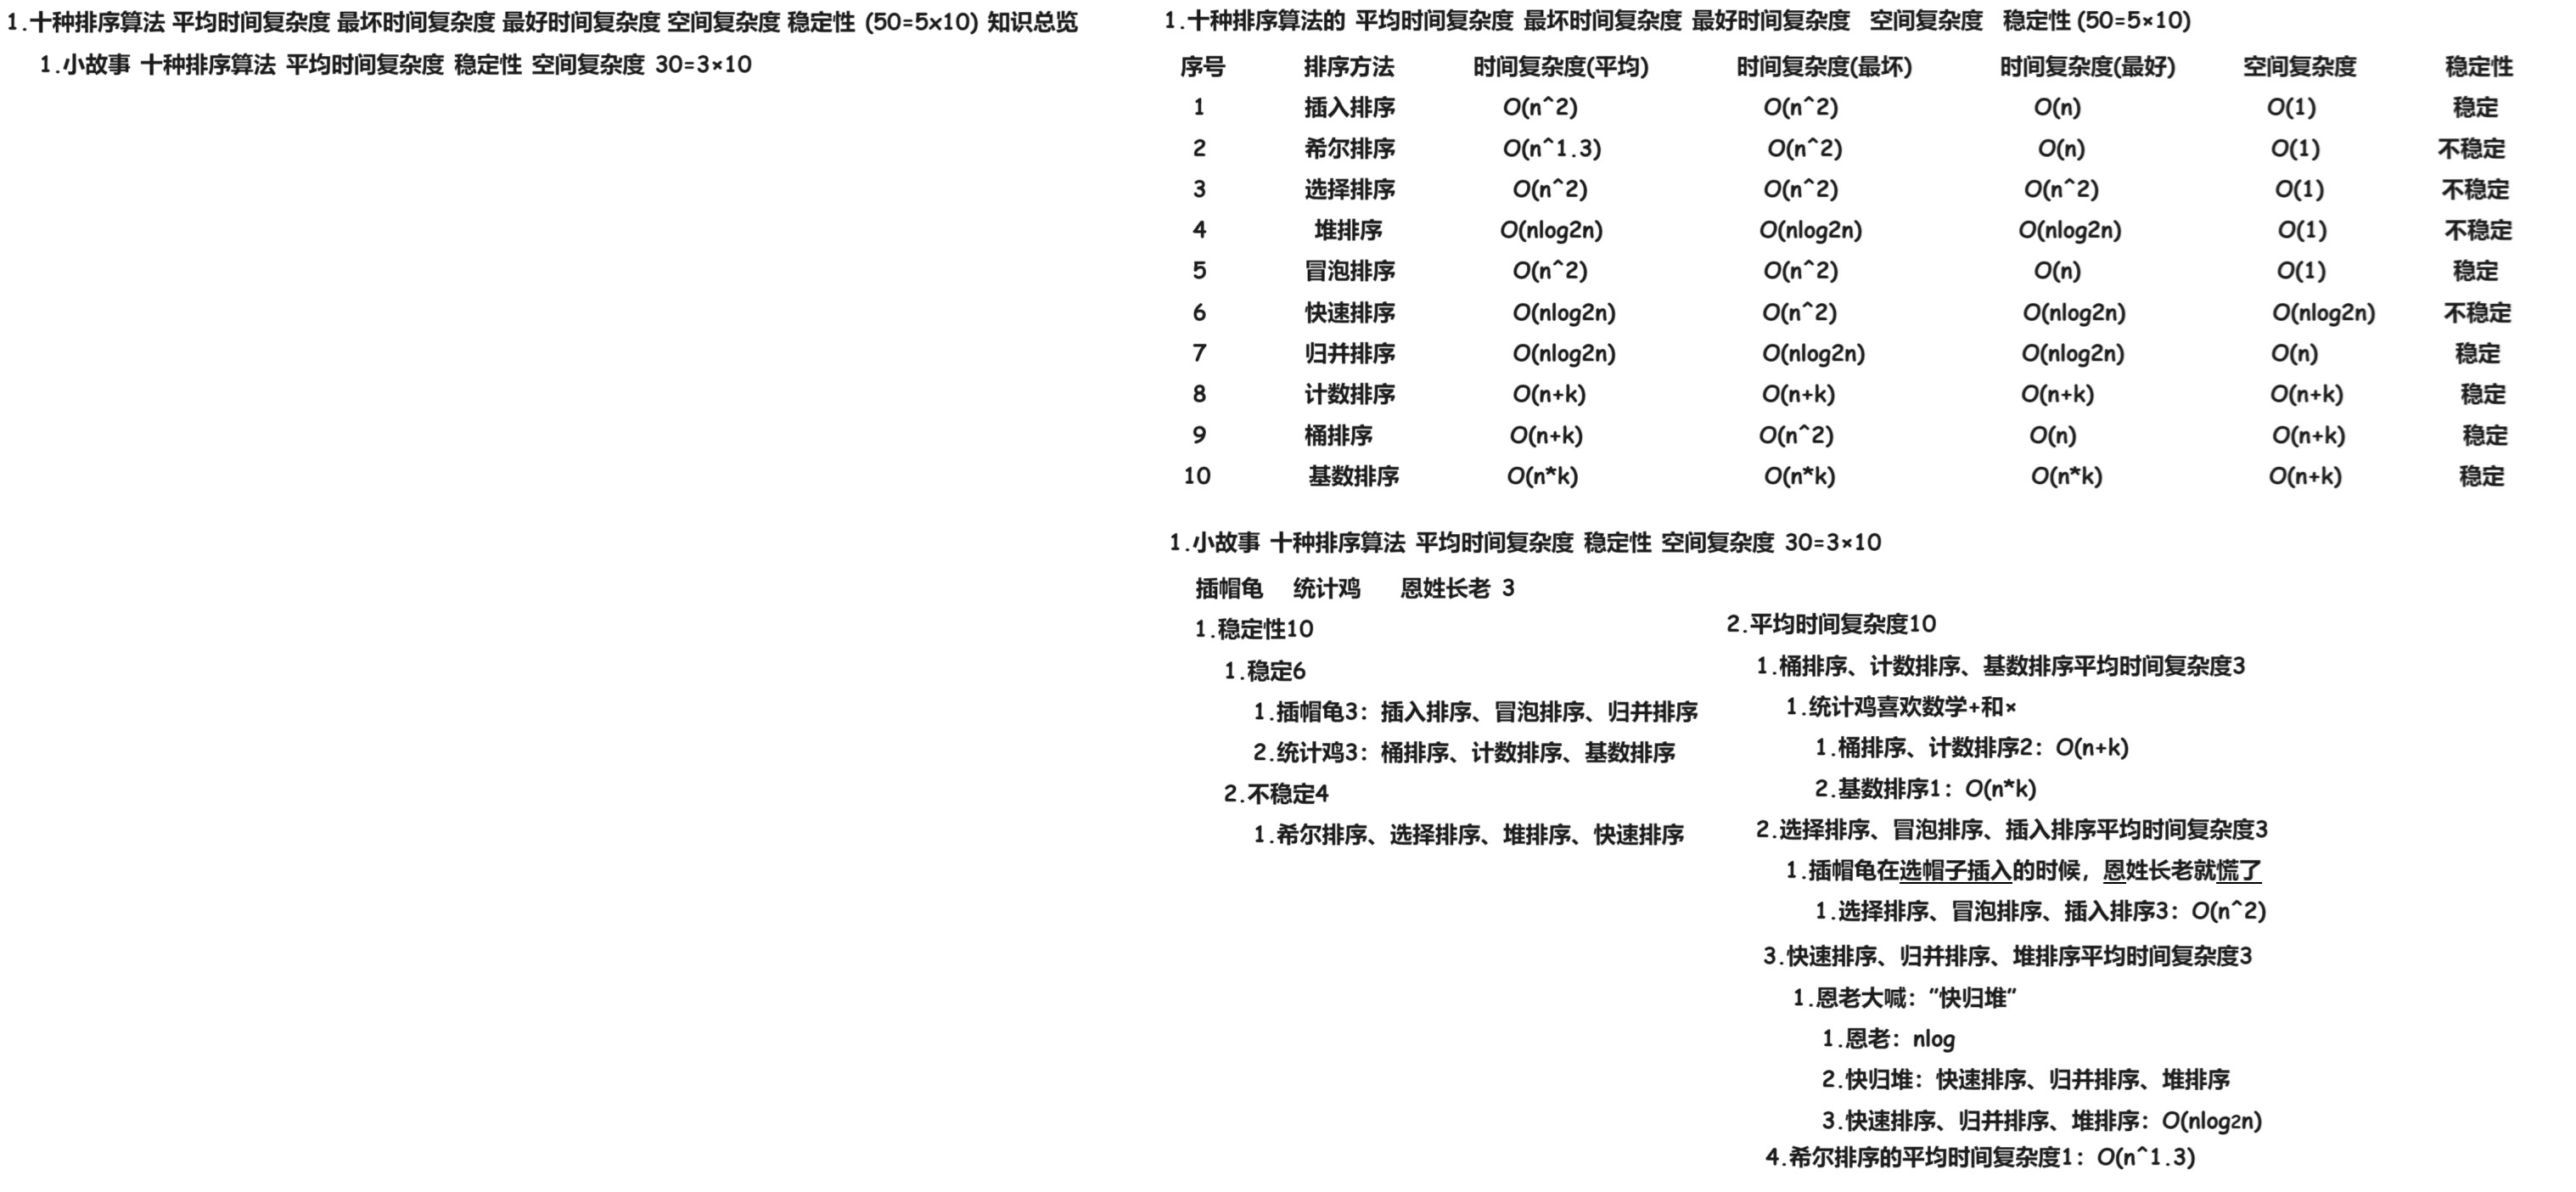 1.十种排序算法 平均时间复杂度 最坏时间复杂度 最好时间复杂度 空间复杂度 稳定性 (50=5x10) 知识总览
1.小故事 十种排序算法 平均时间复杂度 稳定性 空间复杂度 30=3×10
1.十种排序算法的 平均时间复杂度 最坏时间复杂度 最好时间复杂度 空间复杂度 稳定性 (50=5×10)
序号 排序方法 时间复杂度(平均) 时间复杂度(最坏) 时间复杂度(最好) 空间复杂度 稳定性
1 插入排序 O(n^2) O(n^2) O(n) O(1) 稳定
2 希尔排序 O(n^1.3) O(n^2) O(n) O(1) 不稳定
3 选择排序 O(n^2) O(n^2) O(n^2) O(1) 不稳定
4 堆排序 O(nlog2n) O(nlog2n) O(nlog2n) O(1) 不稳定
5 冒泡排序 O(n^2) O(n^2) O(n) O(1) 稳定
6 快速排序 O(nlog2n) O(n^2) O(nlog2n) O(nlog2n) 不稳定
7 归并排序 O(nlog2n) O(nlog2n) O(nlog2n) O(n) 稳定
8 计数排序 O(n+k) O(n+k) O(n+k) O(n+k) 稳定
9 桶排序 O(n+k) O(n^2) O(n) O(n+k) 稳定
10 基数排序 O(n*k) O(n*k) O(n*k) O(n+k) 稳定
1.小故事 十种排序算法 平均时间复杂度 稳定性 空间复杂度 30=3×10
插帽龟 统计鸡 恩姓长老 3
1.稳定性10
1.稳定6
1.插帽龟3：插入排序、冒泡排序、归并排序
2.统计鸡3：桶排序、计数排序、基数排序
2.不稳定4
1.希尔排序、选择排序、堆排序、快速排序
2.平均时间复杂度10
1.桶排序、计数排序、基数排序平均时间复杂度3
1.统计鸡喜欢数学+和×
1.桶排序、计数排序2：O(n+k)
2.基数排序1：O(n*k)
2.选择排序、冒泡排序、插入排序平均时间复杂度3
1.插帽龟在选帽子插入的时候，恩姓长老就慌了
1.选择排序、冒泡排序、插入排序3：O(n^2)
3.快速排序、归并排序、堆排序平均时间复杂度3
1.恩老大喊：“快归堆”
1.恩老：nlog
2.快归堆：快速排序、归并排序、堆排序
3.快速排序、归并排序、堆排序：O(nlog2n)
4.希尔排序的平均时间复杂度1：O(n^1.3)